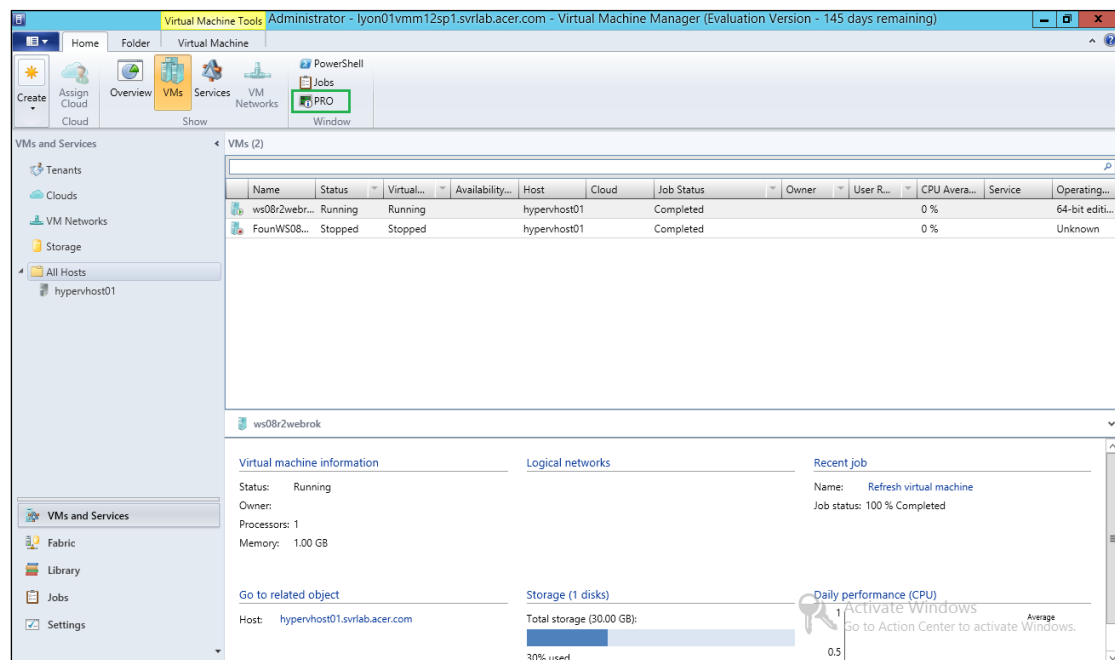 Virtual Machine Tools Administrator - lyon01vmm12sp1.svrlab.acer.com - Virtual Machine Manager (Evaluation Version - 145 days remaining)
Home Folder Virtual Machine
Create
Assign Cloud
Cloud
Overview VMs Services VM Networks
Show
PowerShell
Jobs
PRO
Window
VMs and Services
Tenants
Clouds
VM Networks
Storage
All Hosts
hypervhost01
VMs and Services
Fabric
Library
Jobs
Settings
VMs (2)
Name Status Virtual... Availability... Host Cloud Job Status Owner User R... CPU Avera... Service Operating...
ws08r2webr... Running Running hypervhost01 Completed 0 % 64-bit editi...
FounWS08... Stopped Stopped hypervhost01 Completed 0 % Unknown
ws08r2webrok
Virtual machine information
Status: Running
Owner:
Processors: 1
Memory: 1.00 GB
Logical networks
Recent job
Name: Refresh virtual machine
Job status: 100 % Completed
Go to related object
Host: hypervhost01.svrlab.acer.com
Storage (1 disks)
Total storage (30.00 GB):
30% used
Daily performance (CPU)
1
Average
0.5
Activate Windows
Go to Action Center to activate Windows.